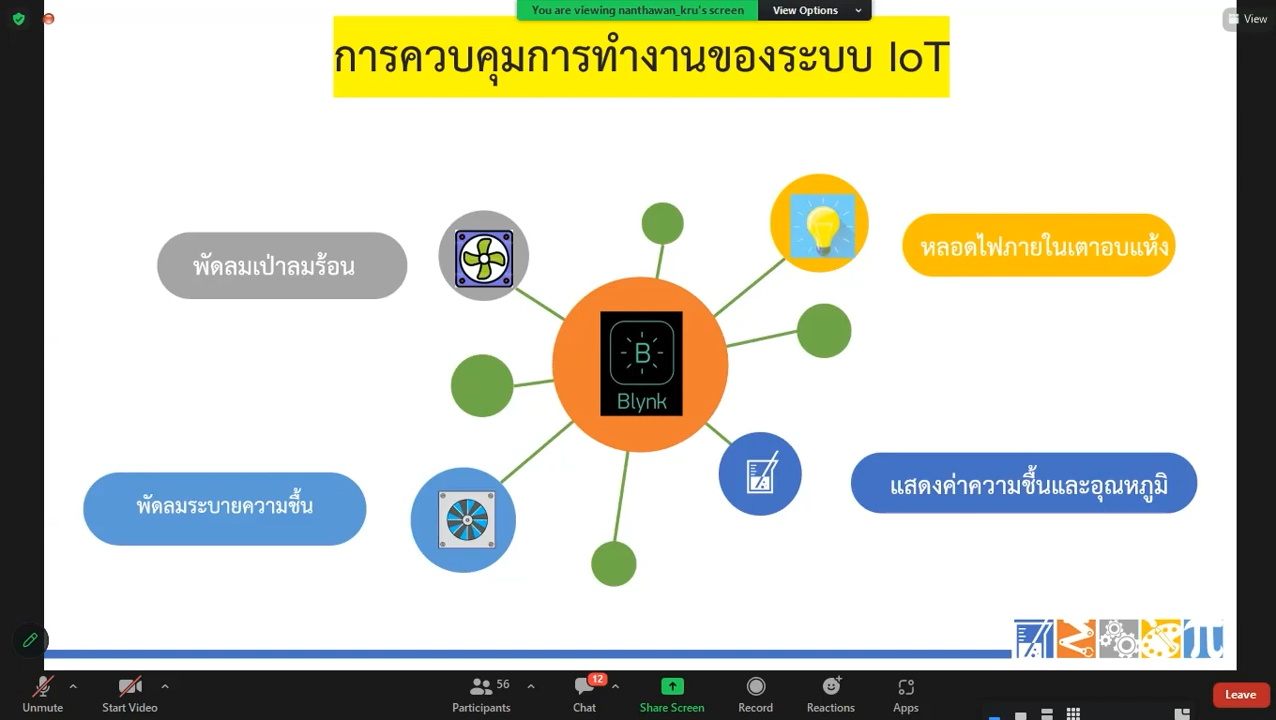 You are viewing nanthawan_kru's screen
View Options
View
การควบคุมการทำงานของระบบ IoT
พัดลมเป่าลมร้อน
หลอดไฟภายในเตาอบแห้ง
B
Blynk
พัดลมระบายความชื้น
แสดงค่าความชื้นและอุณหภูมิ
π
Unmute
Start Video
56
Participants
12
Chat
Share Screen
Record
Reactions
Apps
Leave